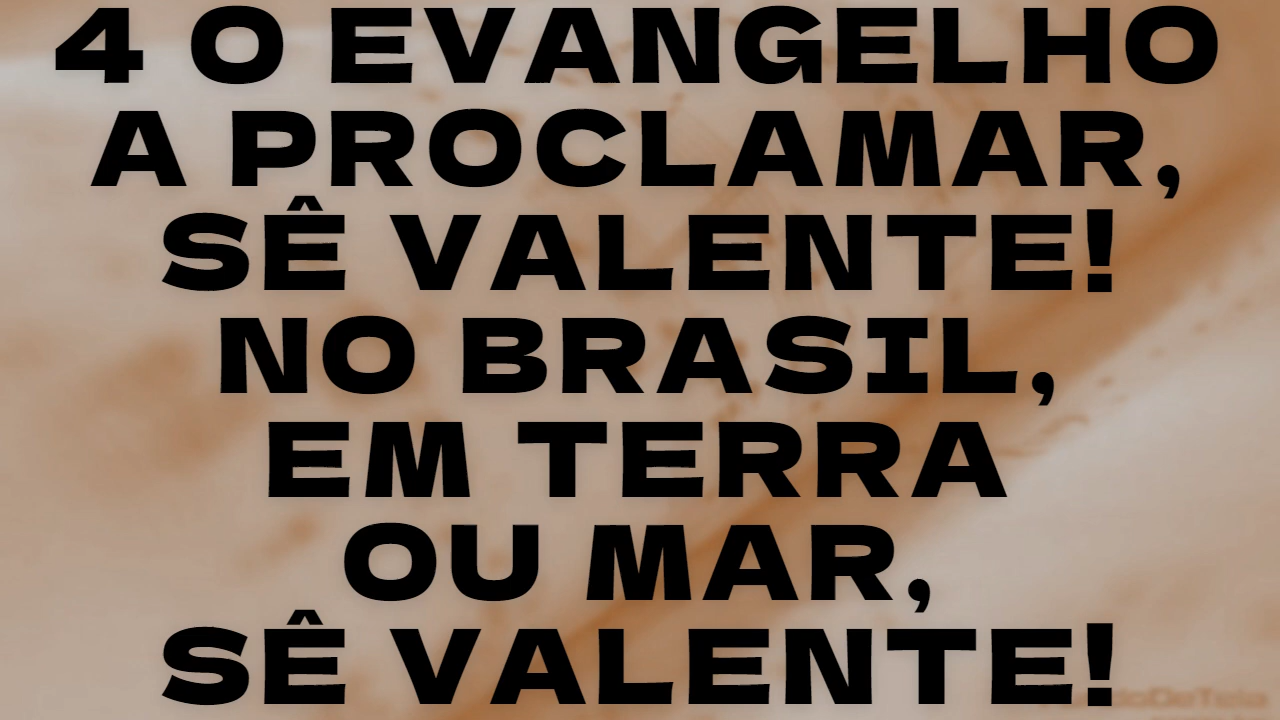 4 O EVANGELHO
A PROCLAMAR,
SÊ VALENTE!
NO BRASIL,
EM TERRA
OU MAR,
SÊ VALENTE!